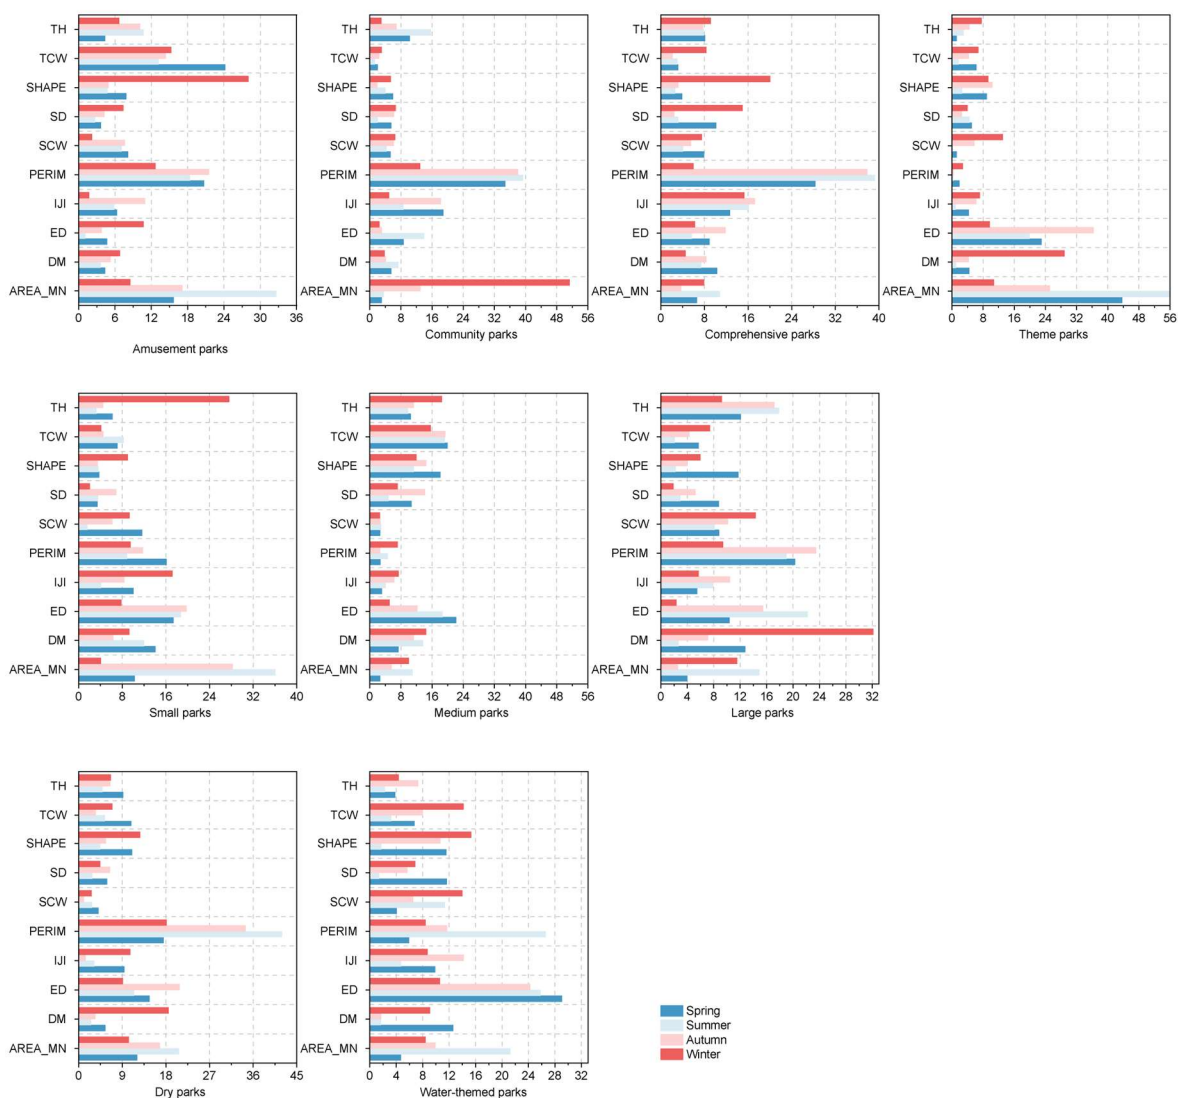 TH
TCW
SHAPE
SD
SCW
PERIM
IJI
ED
DM
AREA_MN
0 6 12 18 24 30 36
Amusement parks
TH
TCW
SHAPE
SD
SCW
PERIM
IJI
ED
DM
AREA_MN
0 8 16 24 32 40 48 56
Community parks
TH
TCW
SHAPE
SD
SCW
PERIM
IJI
ED
DM
AREA_MN
0 8 16 24 32 40
Comprehensive parks
TH
TCW
SHAPE
SD
SCW
PERIM
IJI
ED
DM
AREA_MN
0 8 16 24 32 40 48 56
Theme parks
TH
TCW
SHAPE
SD
SCW
PERIM
IJI
ED
DM
AREA_MN
0 8 16 24 32 40
Small parks
TH
TCW
SHAPE
SD
SCW
PERIM
IJI
ED
DM
AREA_MN
0 8 16 24 32 40 48 56
Medium parks
TH
TCW
SHAPE
SD
SCW
PERIM
IJI
ED
DM
AREA_MN
0 4 8 12 16 20 24 28 32
Large parks
TH
TCW
SHAPE
SD
SCW
PERIM
IJI
ED
DM
AREA_MN
0 9 18 27 36 45
Dry parks
TH
TCW
SHAPE
SD
SCW
PERIM
IJI
ED
DM
AREA_MN
0 4 8 12 16 20 24 28 32
Water-themed parks
Spring
Summer
Autumn
Winter